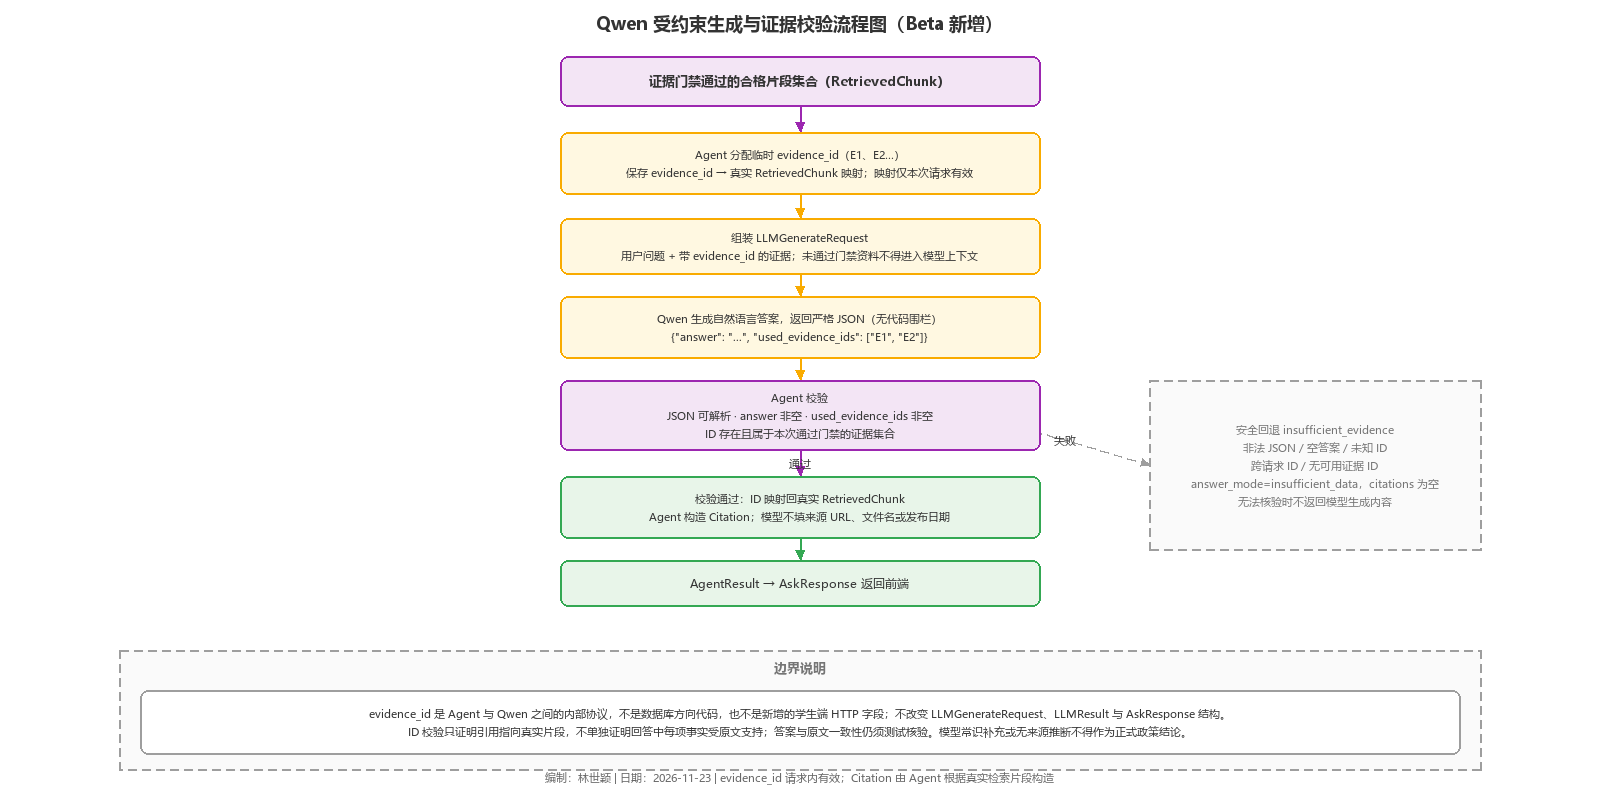 Qwen 受约束生成与证据校验流程图（Beta 新增）
证据门禁通过的合格片段集合（RetrievedChunk）
Agent 分配临时 evidence_id（E1、E2...）
保存 evidence_id → 真实 RetrievedChunk 映射；映射仅本次请求有效
组装 LLMGenerateRequest
用户问题 + 带 evidence_id 的证据；未通过门禁资料不得进入模型上下文
Qwen 生成自然语言答案，返回严格 JSON（无代码围栏）
{"answer": "...", "used_evidence_ids": ["E1", "E2"]}
Agent 校验
JSON 可解析 · answer 非空 · used_evidence_ids 非空
ID 存在且属于本次通过门禁的证据集合
失败
安全回退 insufficient_evidence
非法 JSON / 空答案 / 未知 ID
跨请求 ID / 无可用证据 ID
answer_mode=insufficient_data，citations 为空
无法核验时不返回模型生成内容
通过
校验通过：ID 映射回真实 RetrievedChunk
Agent 构造 Citation；模型不填来源 URL、文件名或发布日期
AgentResult → AskResponse 返回前端
边界说明
evidence_id 是 Agent 与 Qwen 之间的内部协议，不是数据库方向代码，也不是新增的学生端 HTTP 字段；不改变 LLMGenerateRequest、LLMResult 与 AskResponse 结构。
ID 校验只证明引用指向真实片段，不单独证明回答中每项事实受原文支持；答案与原文一致性仍须测试核验。模型常识补充或无来源推断不得作为正式政策结论。
编制：林世颖 | 日期：2026-11-23 | evidence_id 请求内有效；Citation 由 Agent 根据真实检索片段构造